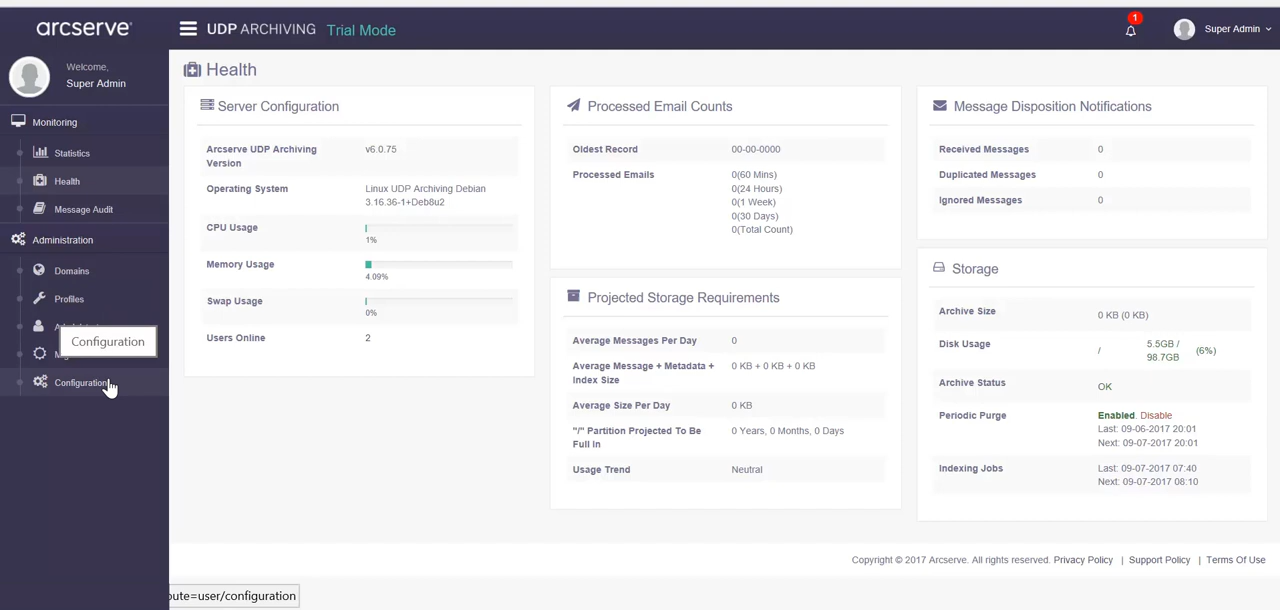 arcserve®
UDP ARCHIVING Trial Mode
1
Super Admin
Welcome,
Super Admin
Monitoring
Statistics
Health
Message Audit
Administration
Domains
Profiles
Configuration
Configuration
Health
Server Configuration
Arcserve UDP Archiving Version v6.0.75
Operating System Linux UDP Archiving Debian
3.16.36-1+Deb8u2
CPU Usage
1%
Memory Usage
4.09%
Swap Usage
0%
Users Online 2
Processed Email Counts
Oldest Record 00-00-0000
Processed Emails 0(60 Mins)
0(24 Hours)
0(1 Week)
0(30 Days)
0(Total Count)
Projected Storage Requirements
Average Messages Per Day 0
Average Message + Metadata + 0 KB + 0 KB + 0 KB
Index Size
Average Size Per Day 0 KB
"/" Partition Projected To Be 0 Years, 0 Months, 0 Days
Full In
Usage Trend Neutral
Message Disposition Notifications
Received Messages 0
Duplicated Messages 0
Ignored Messages 0
Storage
Archive Size 0 KB (0 KB)
Disk Usage / 5.5GB / 98.7GB (6%)
Archive Status OK
Periodic Purge Enabled. Disable
Last: 09-06-2017 20:01
Next: 09-07-2017 20:01
Indexing Jobs Last: 09-07-2017 07:40
Next: 09-07-2017 08:10
Copyright © 2017 Arcserve. All rights reserved. Privacy Policy | Support Policy | Terms Of Use
oute=user/configuration